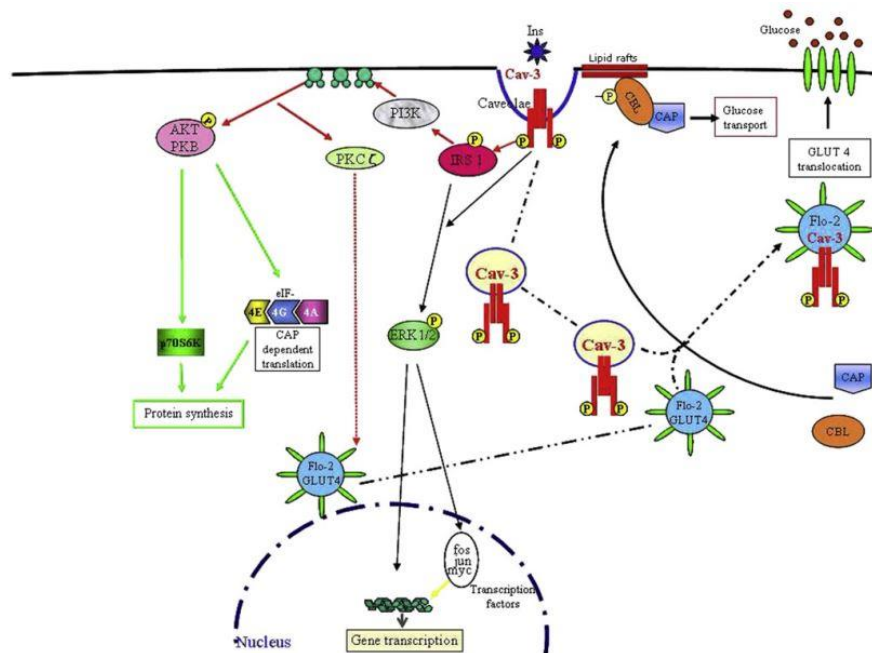 Ins
Glucose
Lipid rafts
Cav-3
Caveolae
P
CBL
CAP
Glucose
transport
PI3K
P
AKT
PKB
P
IRS 1
P
P
PKC ζ
GLUT 4
translocation
Flo-2
Cav-3
P
P
Cav-3
P
P
eIF-
4E
4G
4A
CAP
dependent
translation
p70S6K
P
ERK 1/2
Cav-3
P
P
CAP
Protein synthesis
Flo-2
GLUT4
CBL
Flo-2
GLUT4
fos
jun
myc
Transcription
factors
Nucleus
Gene transcription